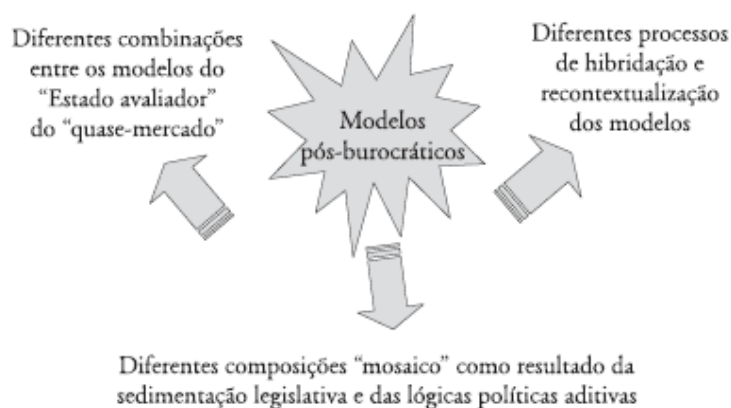 Diferentes combinações
entre os modelos do
“Estado avaliador”
do “quase-mercado”
Modelos
pós-burocráticos
Diferentes processos
de hibridação e
recontextualização
dos modelos
Diferentes composições “mosaico” como resultado da
sedimentação legislativa e das lógicas políticas aditivas